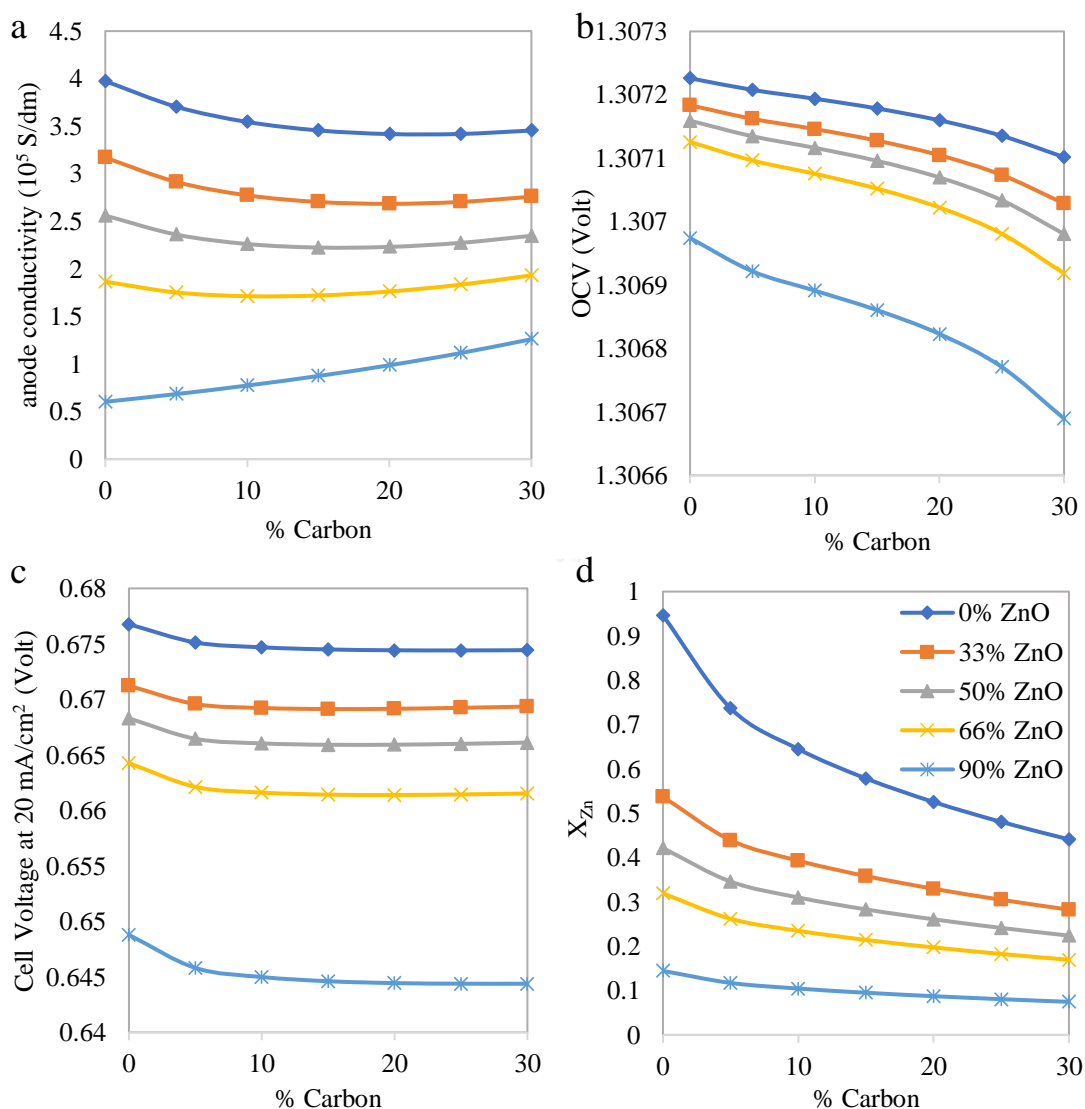 a
4.5
4
3.5
3
2.5
2
1.5
1
0.5
0
0 10 20 30
% Carbon
anode conductivity (10⁵ S/dm)
b
1.3073
1.3072
1.3071
1.307
1.3069
1.3068
1.3067
1.3066
0 10 20 30
% Carbon
OCV (Volt)
c
0.68
0.675
0.67
0.665
0.66
0.655
0.65
0.645
0.64
0 10 20 30
% Carbon
Cell Voltage at 20 mA/cm² (Volt)
d
1
0.9
0.8
0.7
0.6
0.5
0.4
0.3
0.2
0.1
0
0 10 20 30
% Carbon
X_Zn
0% ZnO
33% ZnO
50% ZnO
66% ZnO
90% ZnO